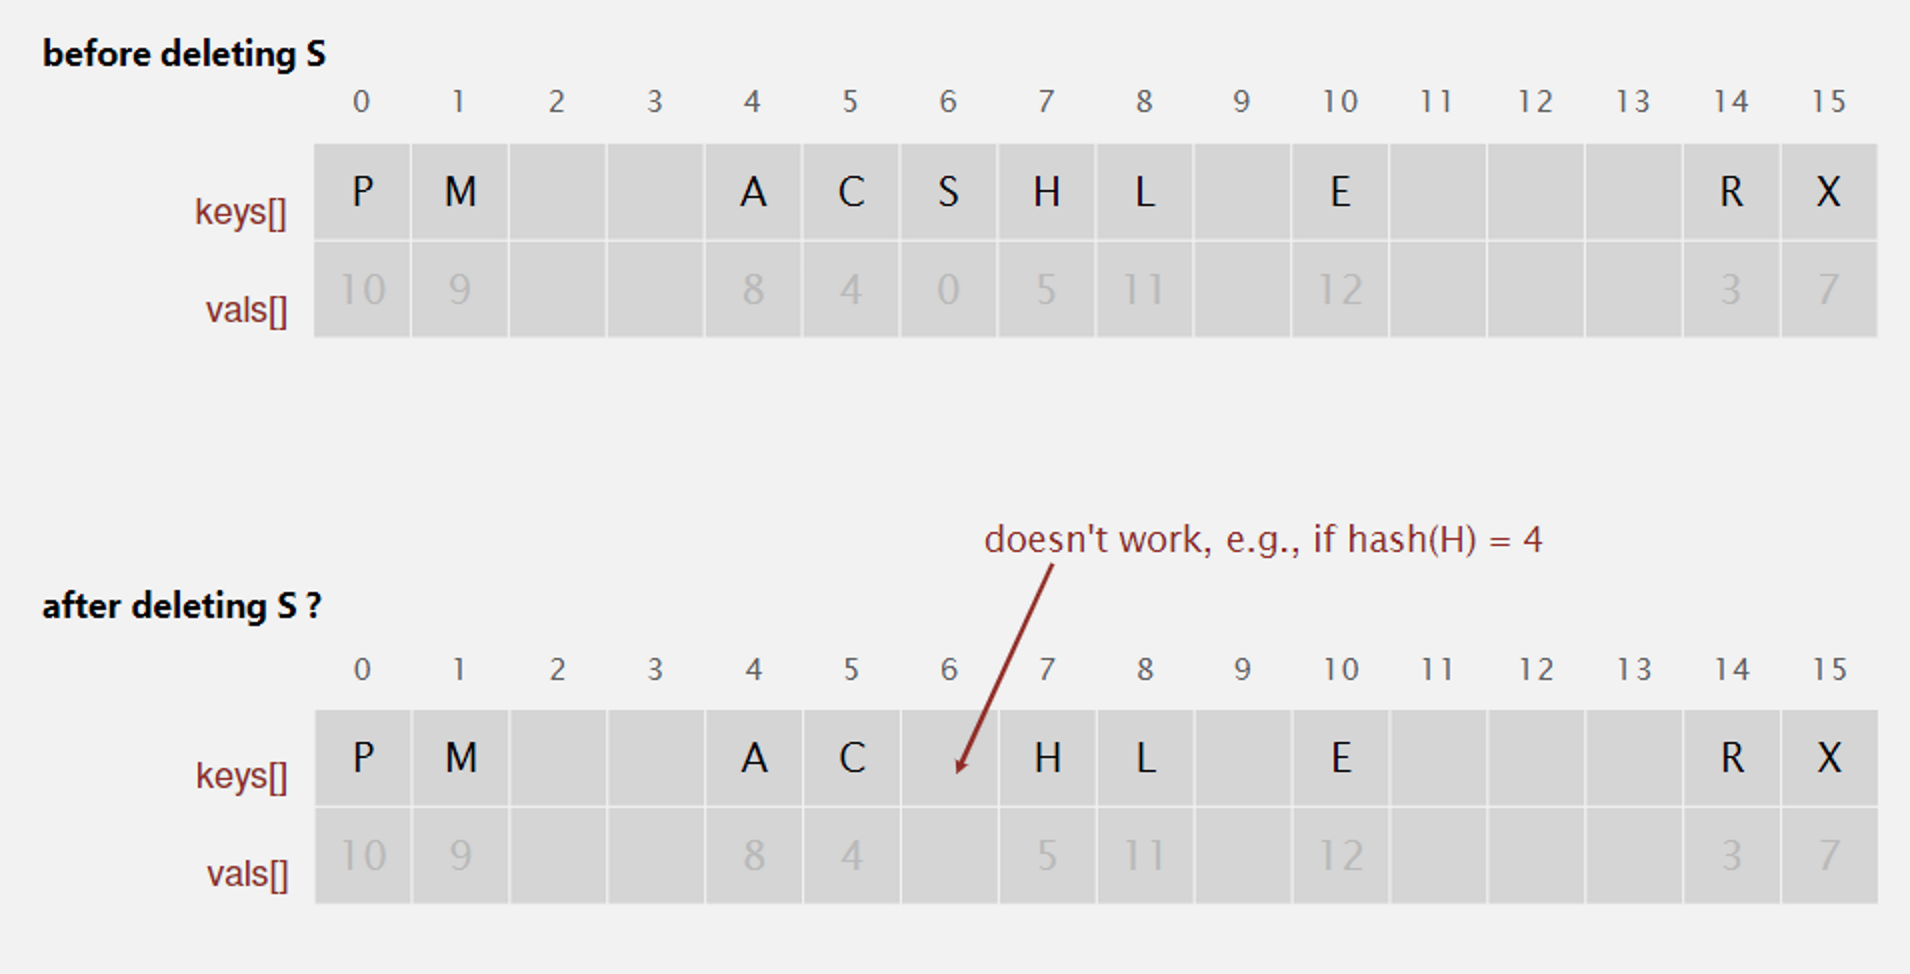 before deleting S
0 1 2 3 4 5 6 7 8 9 10 11 12 13 14 15
keys[] P M A C S H L E R X
vals[] 10 9 8 4 0 5 11 12 3 7
doesn't work, e.g., if hash(H) = 4
after deleting S ?
0 1 2 3 4 5 6 7 8 9 10 11 12 13 14 15
keys[] P M A C H L E R X
vals[] 10 9 8 4 5 11 12 3 7